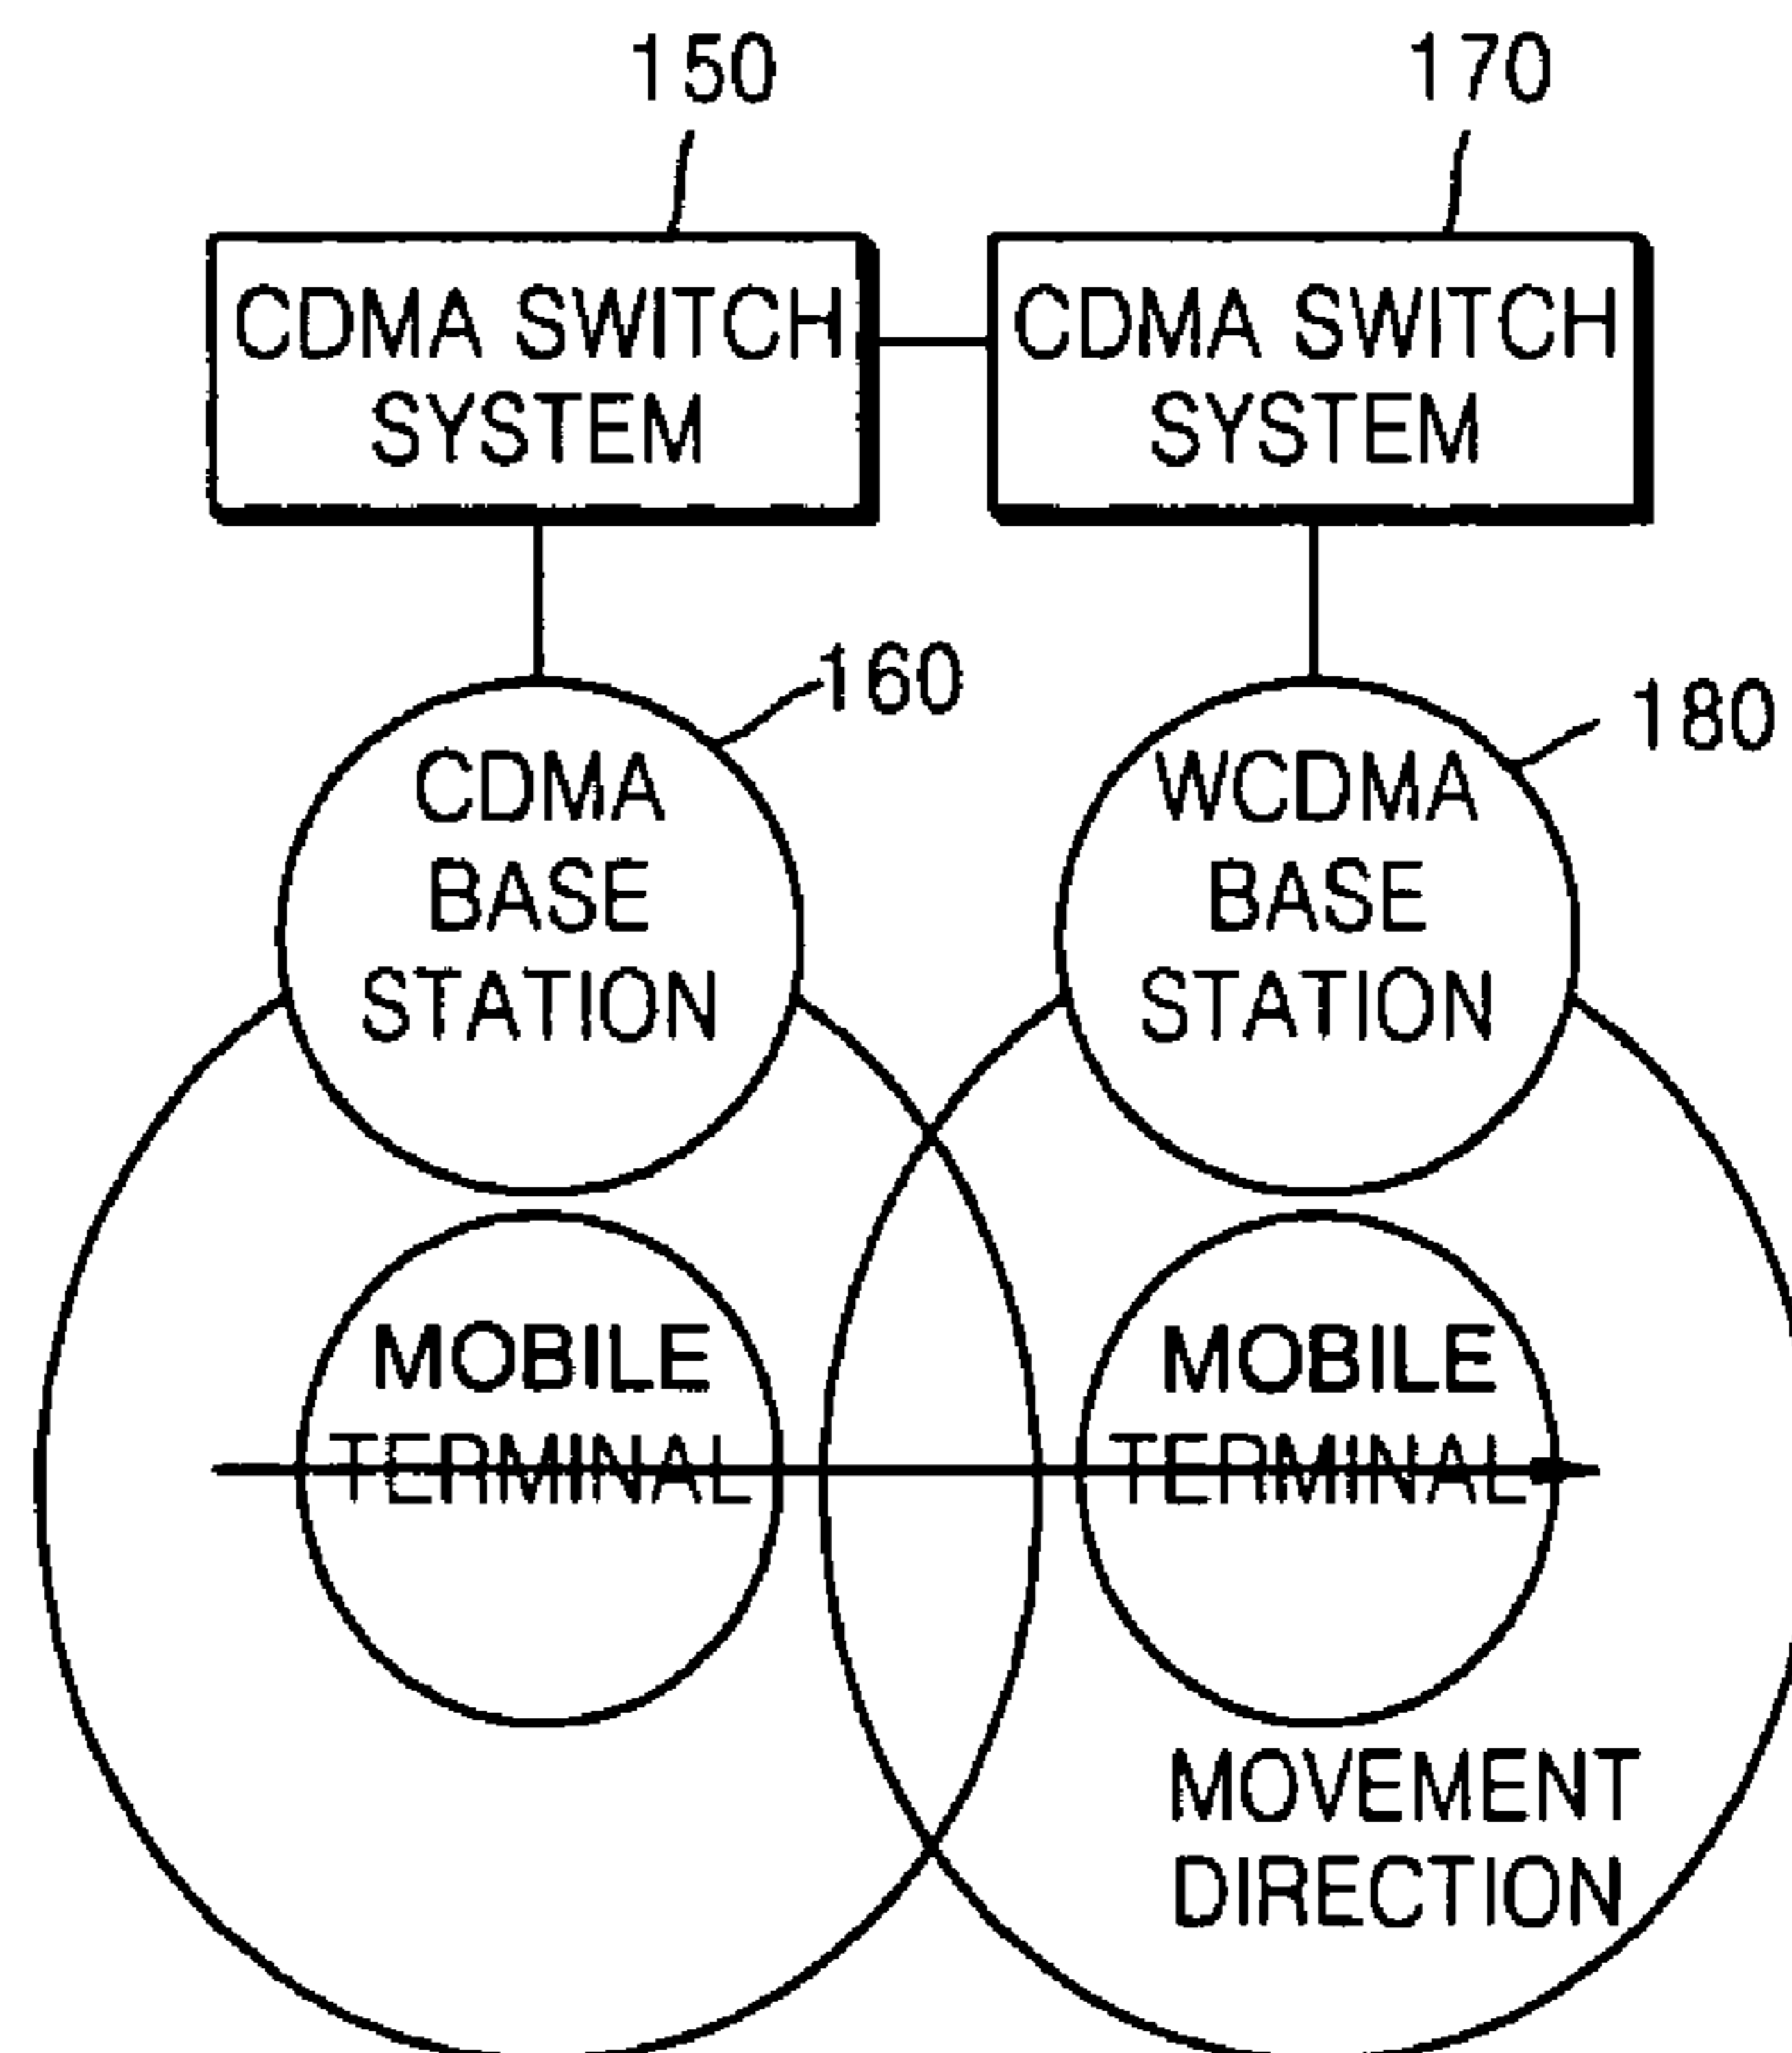 150
170
CDMA SWITCH
SYSTEM
CDMA SWITCH
SYSTEM
160
180
CDMA
BASE
STATION
WCDMA
BASE
STATION
MOBILE
TERMINAL
MOBILE
TERMINAL
MOVEMENT
DIRECTION